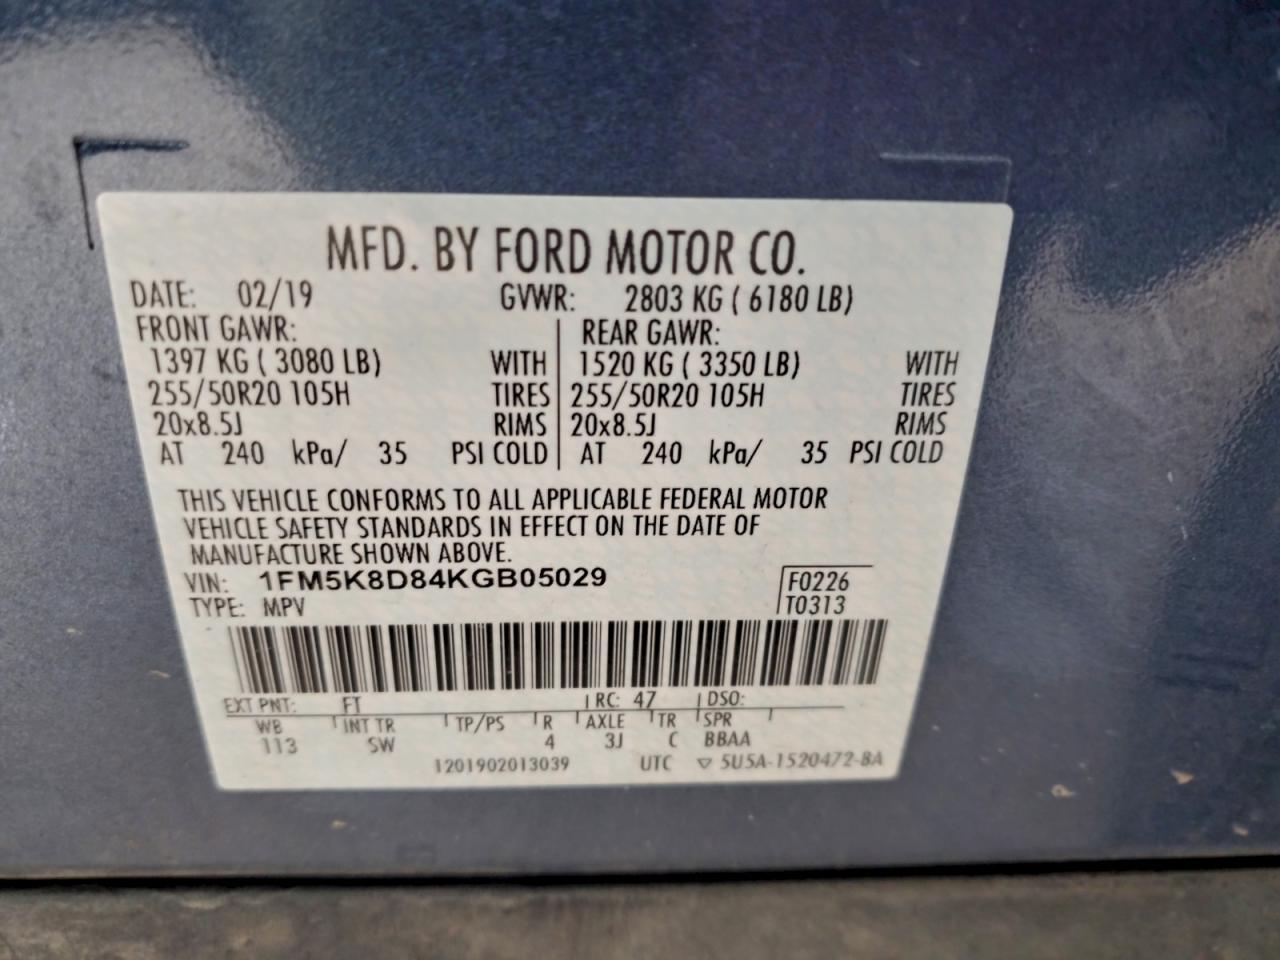 MFD. BY FORD MOTOR CO.
DATE: 02/19 GVWR: 2803 KG ( 6180 LB)
FRONT GAWR: REAR GAWR:
1397 KG ( 3080 LB) WITH 1520 KG ( 3350 LB) WITH
255/50R20 105H TIRES 255/50R20 105H TIRES
20x8.5J RIMS 20x8.5J RIMS
AT 240 kPa/ 35 PSI COLD AT 240 kPa/ 35 PSI COLD
THIS VEHICLE CONFORMS TO ALL APPLICABLE FEDERAL MOTOR
VEHICLE SAFETY STANDARDS IN EFFECT ON THE DATE OF
MANUFACTURE SHOWN ABOVE.
VIN: 1FM5K8D84KGB05029 F0226
TYPE: MPV T0313
EXT PNT: FT RC: 47 DSO:
WB INT TR TP/PS R AXLE TR SPR
113 SW 4 3J C BBAA
1201902013039 UTC ▽ 5U5A-1520472-BA